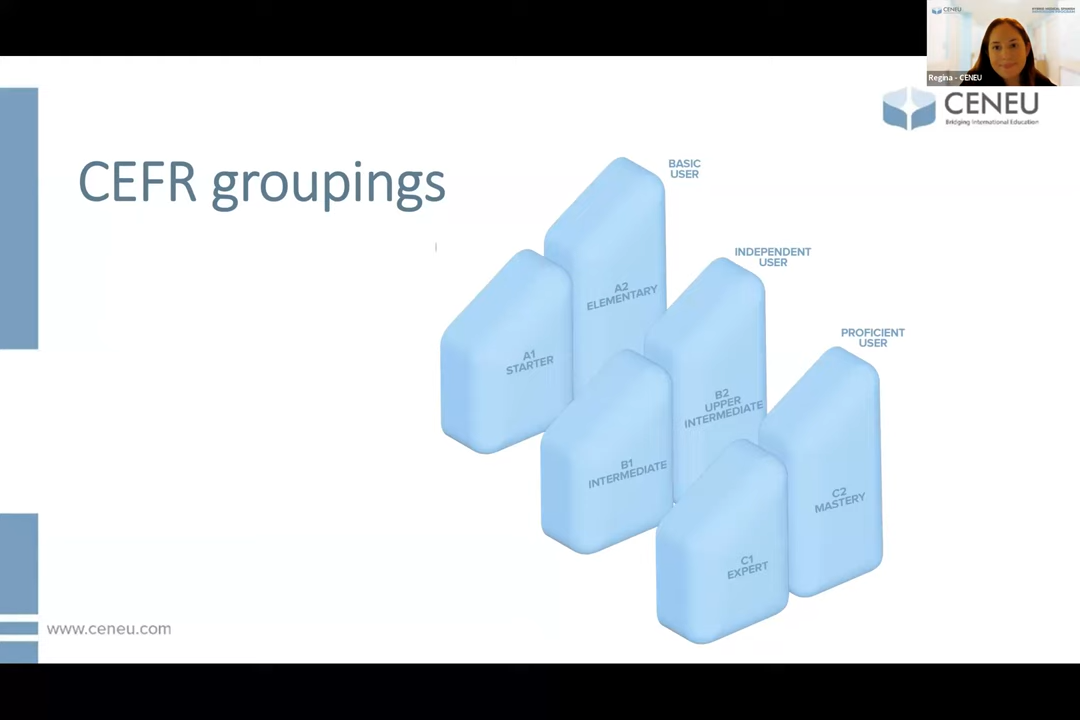 CENEU
Regina - CENEU
CENEU
Bridging International Education
CEFR groupings
BASIC
USER
A2
ELEMENTARY
A1
STARTER
INDEPENDENT
USER
B2
UPPER
INTERMEDIATE
B1
INTERMEDIATE
PROFICIENT
USER
C2
MASTERY
C1
EXPERT
www.ceneu.com